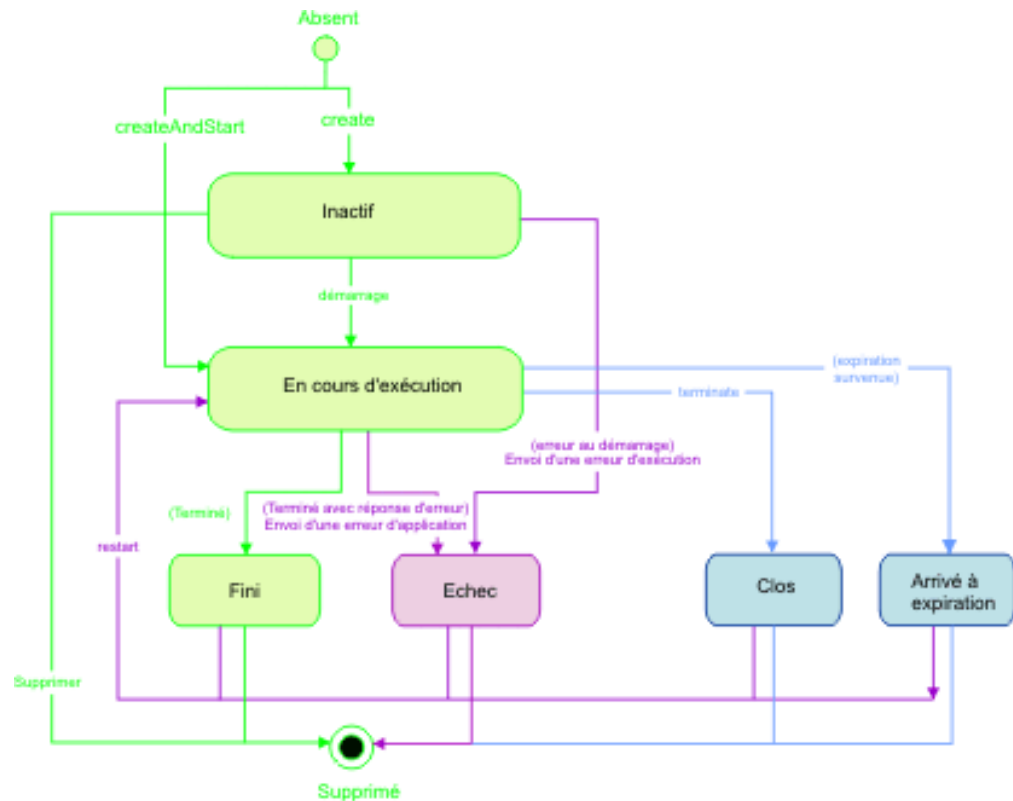 Absent
createAndStart
create
Inactif
démarrage
En cours d'exécution
(expiration
survenue)
terminate
(erreur au démarrage)
Envoi d'une erreur d'exécution
(Terminé)
(Terminé avec réponse d'erreur)
Envoi d'une erreur d'application
restart
Fini
Echec
Clos
Arrivé à
expiration
Supprimer
Supprimé